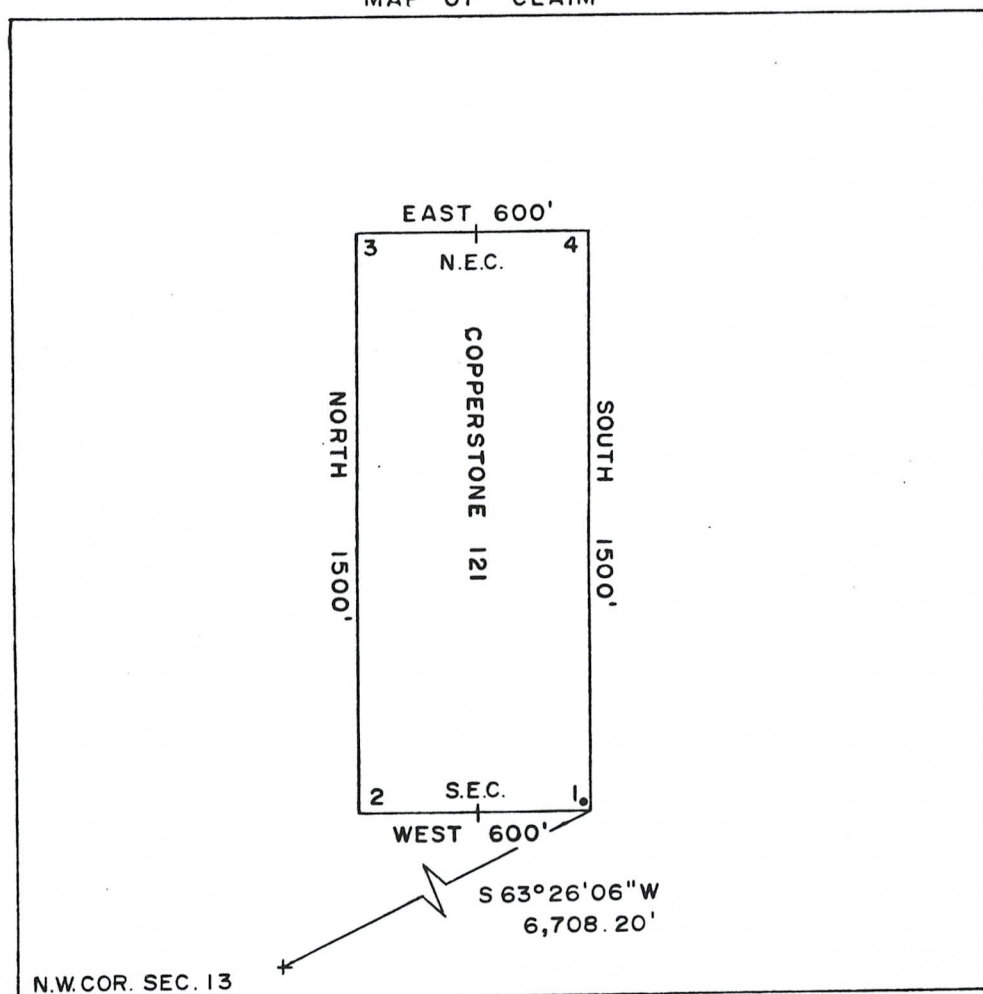 MAP OF CLAIM
EAST 600'
3
4
N.E.C.
COPPERSTONE 121
NORTH 1500'
SOUTH 1500'
2
S.E.C.
1
WEST 600'
S 63°26'06"W
6,708.20'
N.W.COR. SEC. 13